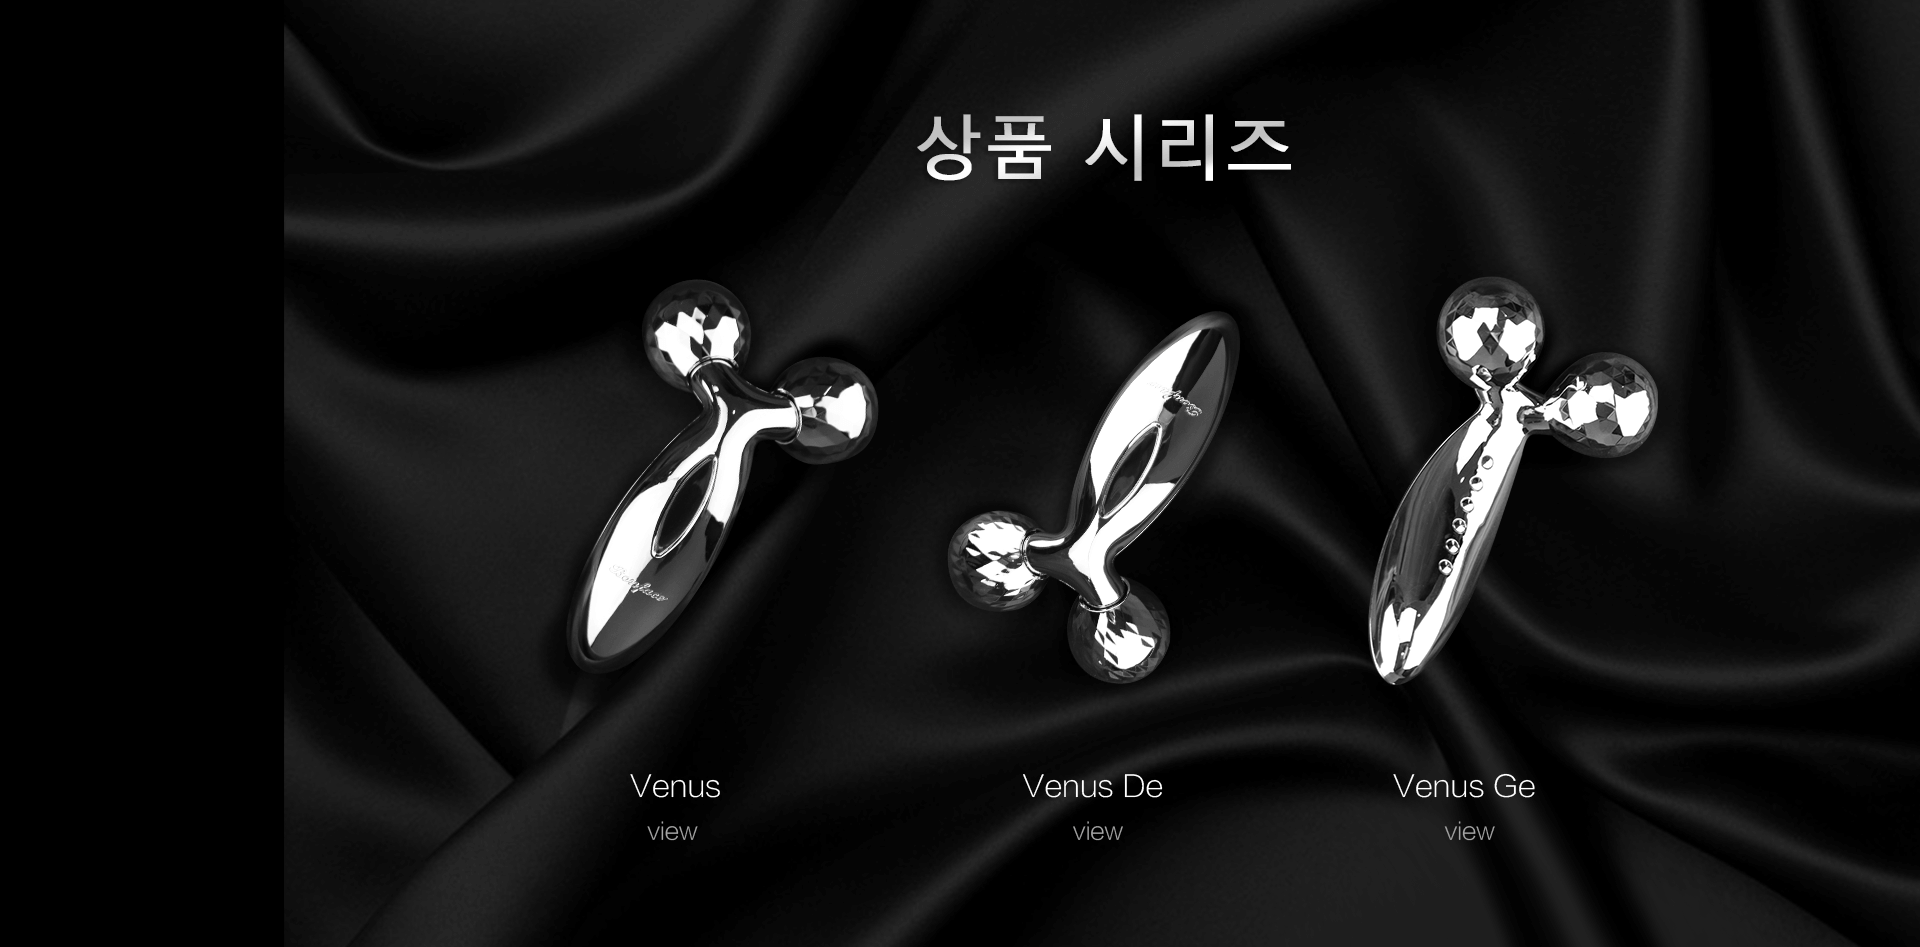 상품 시리즈
Venus
view
Venus De
view
Venus Ge
view